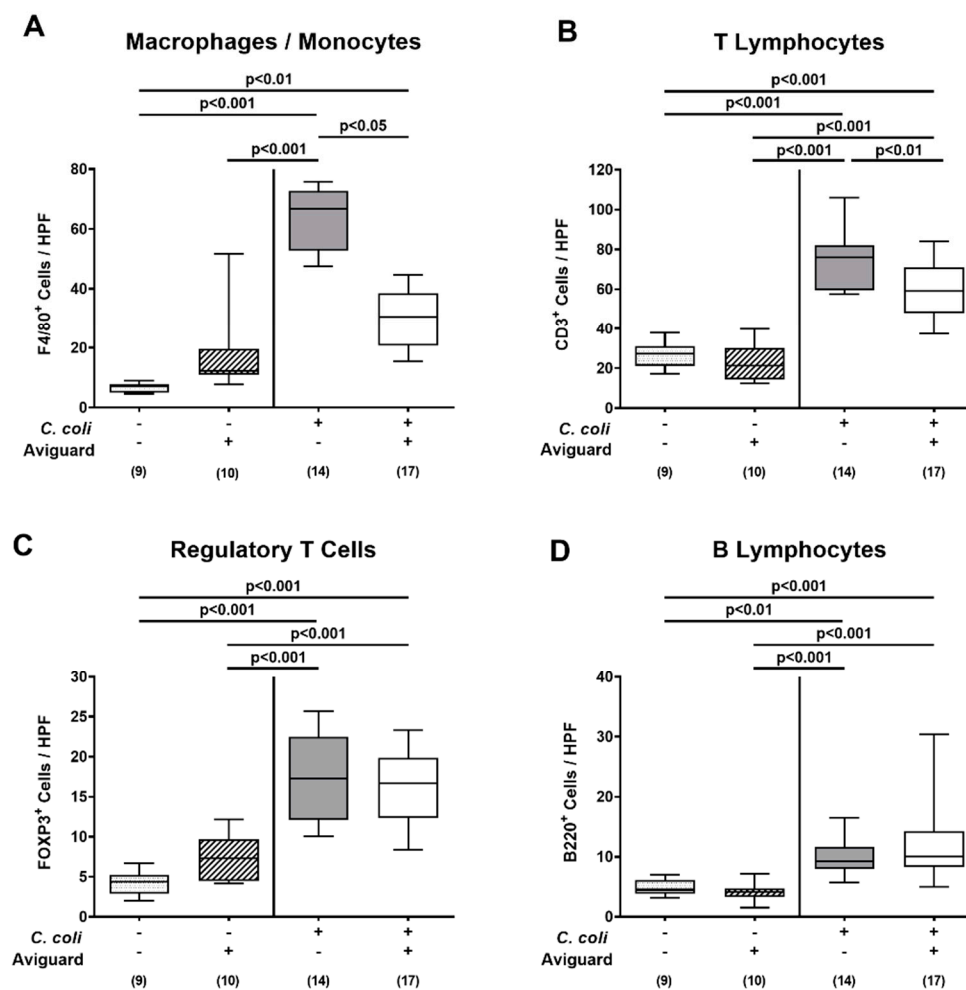 A
Macrophages / Monocytes
p<0.01
p<0.001
p<0.05
p<0.001
F4/80+ Cells / HPF
80
60
40
20
0
C. coli - - + +
Aviguard - + - +
(9) (10) (14) (17)
B
T Lymphocytes
p<0.001
p<0.001
p<0.001
p<0.001 p<0.01
CD3+ Cells / HPF
120
100
80
60
40
20
0
C. coli - - + +
Aviguard - + - +
(9) (10) (14) (17)
C
Regulatory T Cells
p<0.001
p<0.001
p<0.001
p<0.001
FOXP3+ Cells / HPF
30
25
20
15
10
5
0
C. coli - - + +
Aviguard - + - +
(9) (10) (14) (17)
D
B Lymphocytes
p<0.001
p<0.01
p<0.001
p<0.001
B220+ Cells / HPF
40
30
20
10
0
C. coli - - + +
Aviguard - + - +
(9) (10) (14) (17)